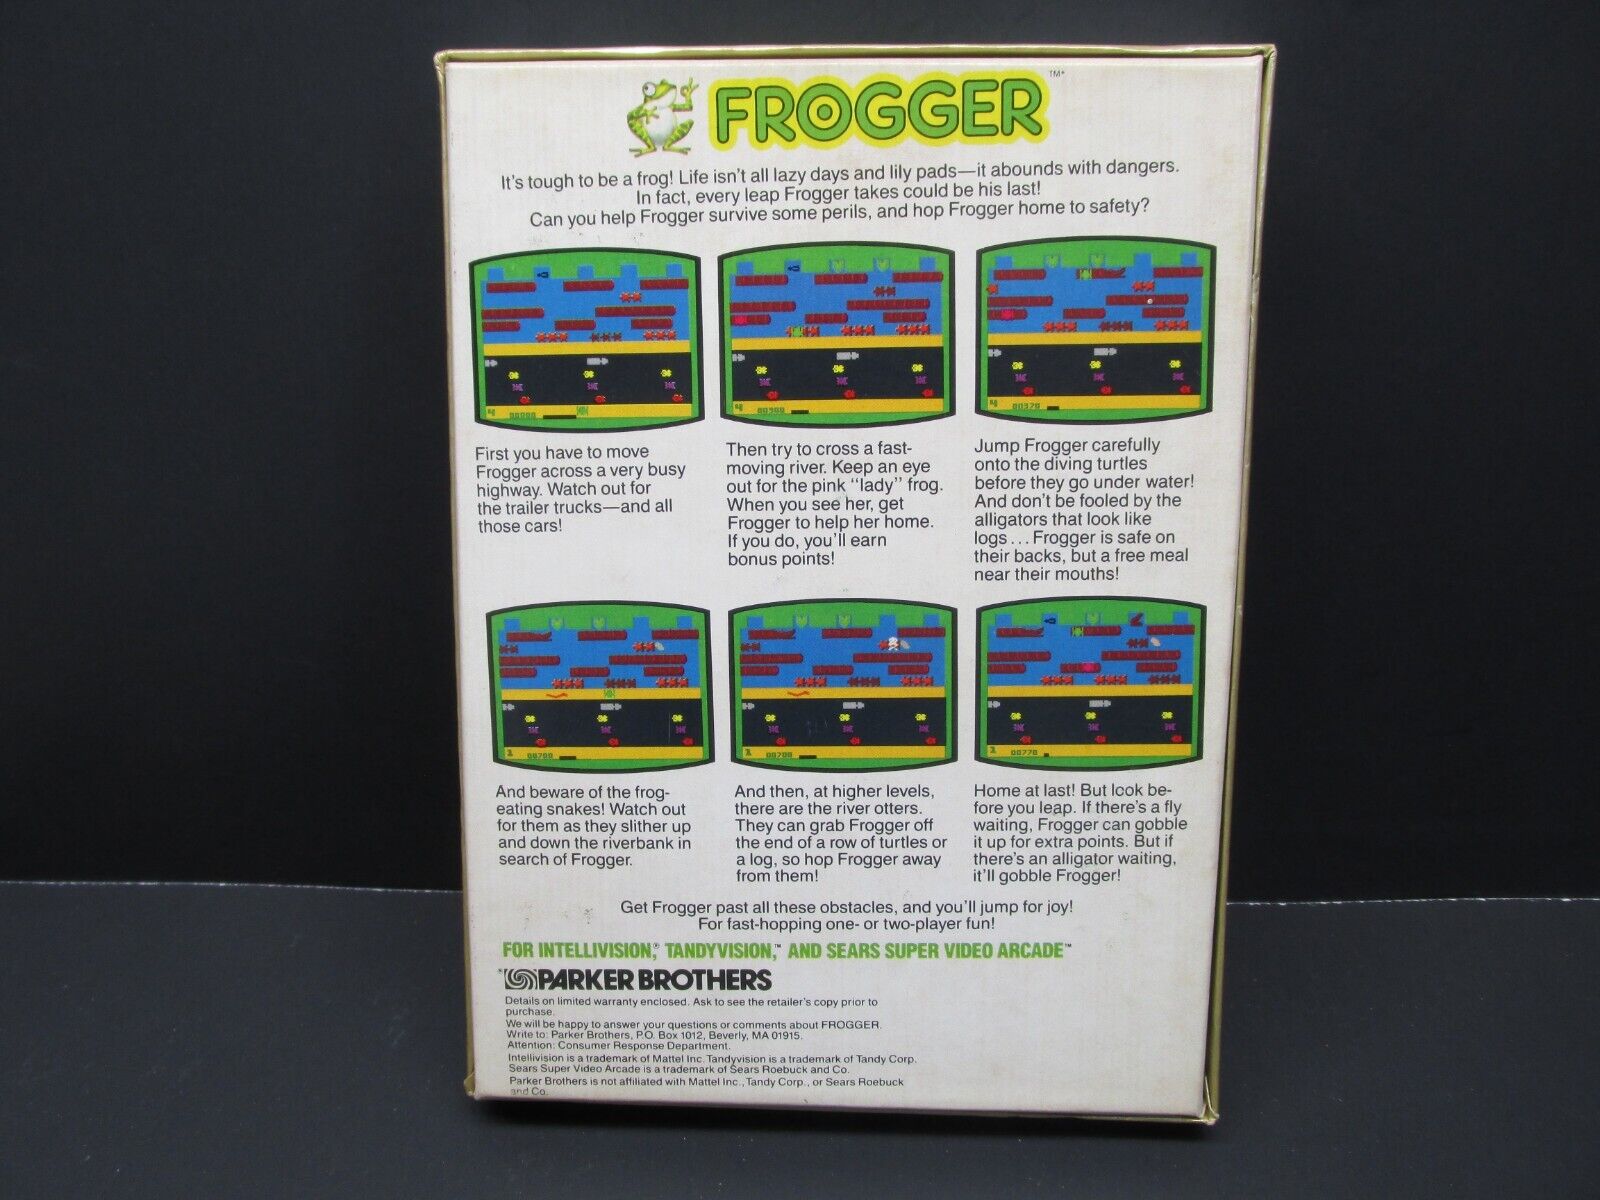 FROGGER™*
It's tough to be a frog! Life isn't all lazy days and lily pads—it abounds with dangers.
In fact, every leap Frogger takes could be his last!
Can you help Frogger survive some perils, and hop Frogger home to safety?
4 00000
4 00300
4 00370
First you have to move
Frogger across a very busy
highway. Watch out for
the trailer trucks—and all
those cars!
Then try to cross a fast-
moving river. Keep an eye
out for the pink "lady" frog.
When you see her, get
Frogger to help her home.
If you do, you'll earn
bonus points!
Jump Frogger carefully
onto the diving turtles
before they go under water!
And don't be fooled by the
alligators that look like
logs...Frogger is safe on
their backs, but a free meal
near their mouths!
00700
00700
00770
And beware of the frog-
eating snakes! Watch out
for them as they slither up
and down the riverbank in
search of Frogger.
And then, at higher levels,
there are the river otters.
They can grab Frogger off
the end of a row of turtles or
a log, so hop Frogger away
from them!
Home at last! But look be-
fore you leap. If there's a fly
waiting, Frogger can gobble
it up for extra points. But if
there's an alligator waiting,
it'll gobble Frogger!
Get Frogger past all these obstacles, and you'll jump for joy!
For fast-hopping one- or two-player fun!
FOR INTELLIVISION,® TANDYVISION,™ AND SEARS SUPER VIDEO ARCADE™
PARKER BROTHERS
Details on limited warranty enclosed. Ask to see the retailer's copy prior to
purchase.
We will be happy to answer your questions or comments about FROGGER.
Write to: Parker Brothers, P.O. Box 1012, Beverly, MA 01915.
Attention: Consumer Response Department.
Intellivision is a trademark of Mattel Inc. Tandyvision is a trademark of Tandy Corp.
Sears Super Video Arcade is a trademark of Sears Roebuck and Co.
Parker Brothers is not affiliated with Mattel Inc., Tandy Corp., or Sears Roebuck
and Co.